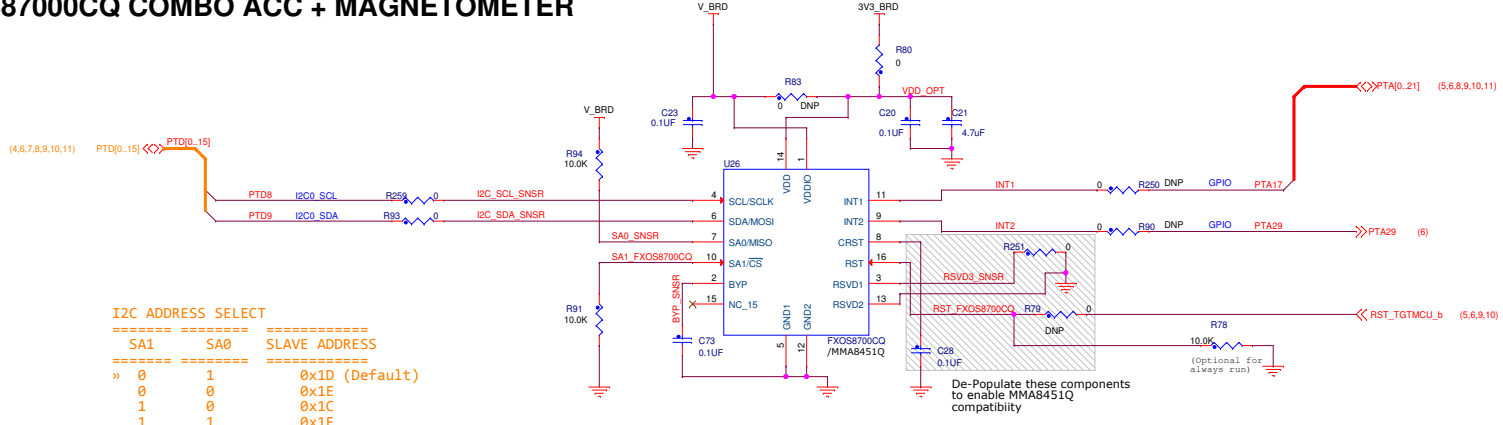 87000CQ COMBO ACC + MAGNETOMETER
V_BRD
3V3_BRD
R80
0
R83
0 DNP
VDD_OPT
C23
0.1UF
C20
0.1UF
C21
4.7uF
PTA[0..21] (5,6,8,9,10,11)
V_BRD
R94
10.0K
(4,6,7,8,9,10,11) PTD[0..15] PTD[0..15]
U26
14
1
VDD
VDDIO
PTD8 I2C0_SCL R259 0 I2C_SCL_SNSR 4 SCL/SCLK
PTD9 I2C0_SDA R93 0 I2C_SDA_SNSR 6 SDA/MOSI
SA0_SNSR 7 SA0/MISO
SA1_FXOS8700CQ 10 SA1/CS
2 BYP
15 NC_15
BYP_SNSR
INT1 11 INT1 0 R250 DNP GPIO PTA17
INT2 9 INT2 0 R90 DNP GPIO PTA29 PTA29 (6)
CRST 8
RST 16
RSVD1 3 RSVD3_SNSR
RSVD2 13
R251 0
RST_FXOS8700CQ R79 0 RST_TGTMCU_b (5,6,9,10)
DNP
R78
10.0K
(Optional for
always run)
R91
10.0K
C73
0.1UF
GND1
GND2
5
12
FXOS8700CQ
/MMA8451Q
C28
0.1UF
De-Populate these components
to enable MMA8451Q
compatibiity
I2C ADDRESS SELECT
======= ======== ============
SA1 SA0 SLAVE ADDRESS
======= ======== ============
» 0 1 0x1D (Default)
0 0 0x1E
1 0 0x1C
1 1 0x1F